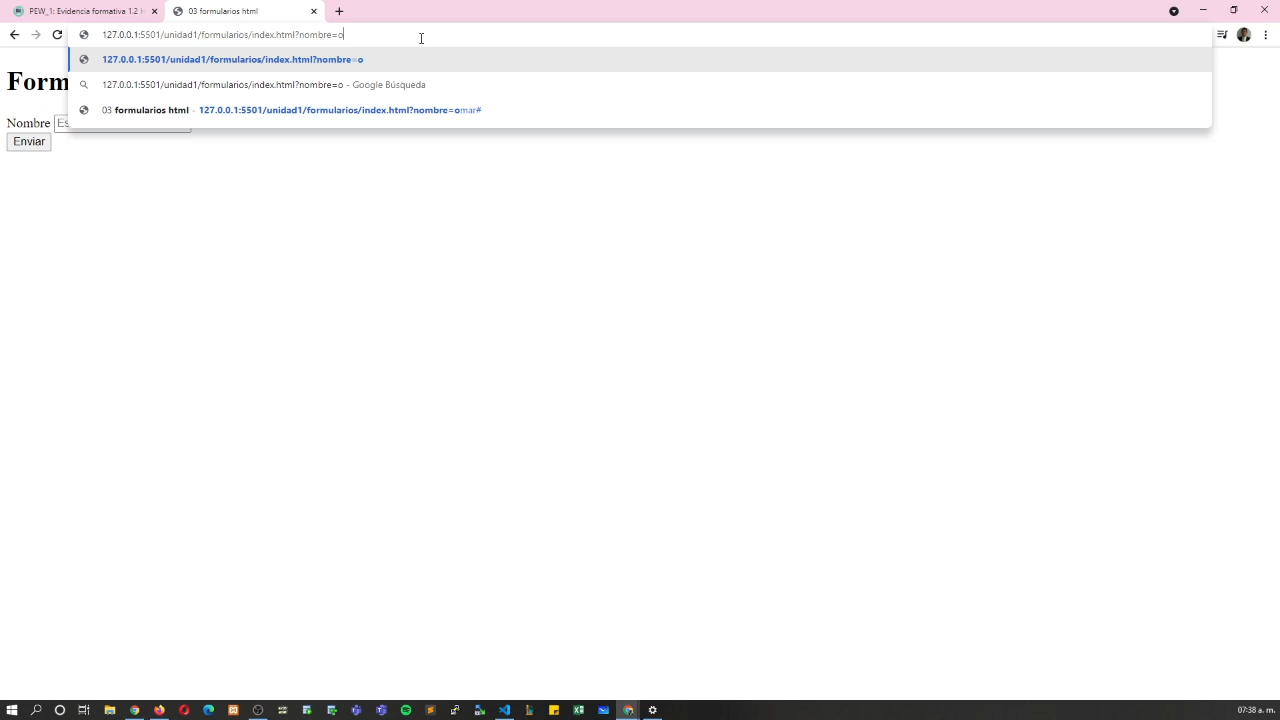 PEW_1: Evidencia formativa 1.2
03 formularios html
127.0.0.1:5501/unidad1/formularios/index.html?nombre=o
127.0.0.1:5501/unidad1/formularios/index.html?nombre=o
127.0.0.1:5501/unidad1/formularios/index.html?nombre=o - Google Búsqueda
Form
03 formularios html - 127.0.0.1:5501/unidad1/formularios/index.html?nombre=omar#
Nombre Es
Enviar
07:38 a. m.